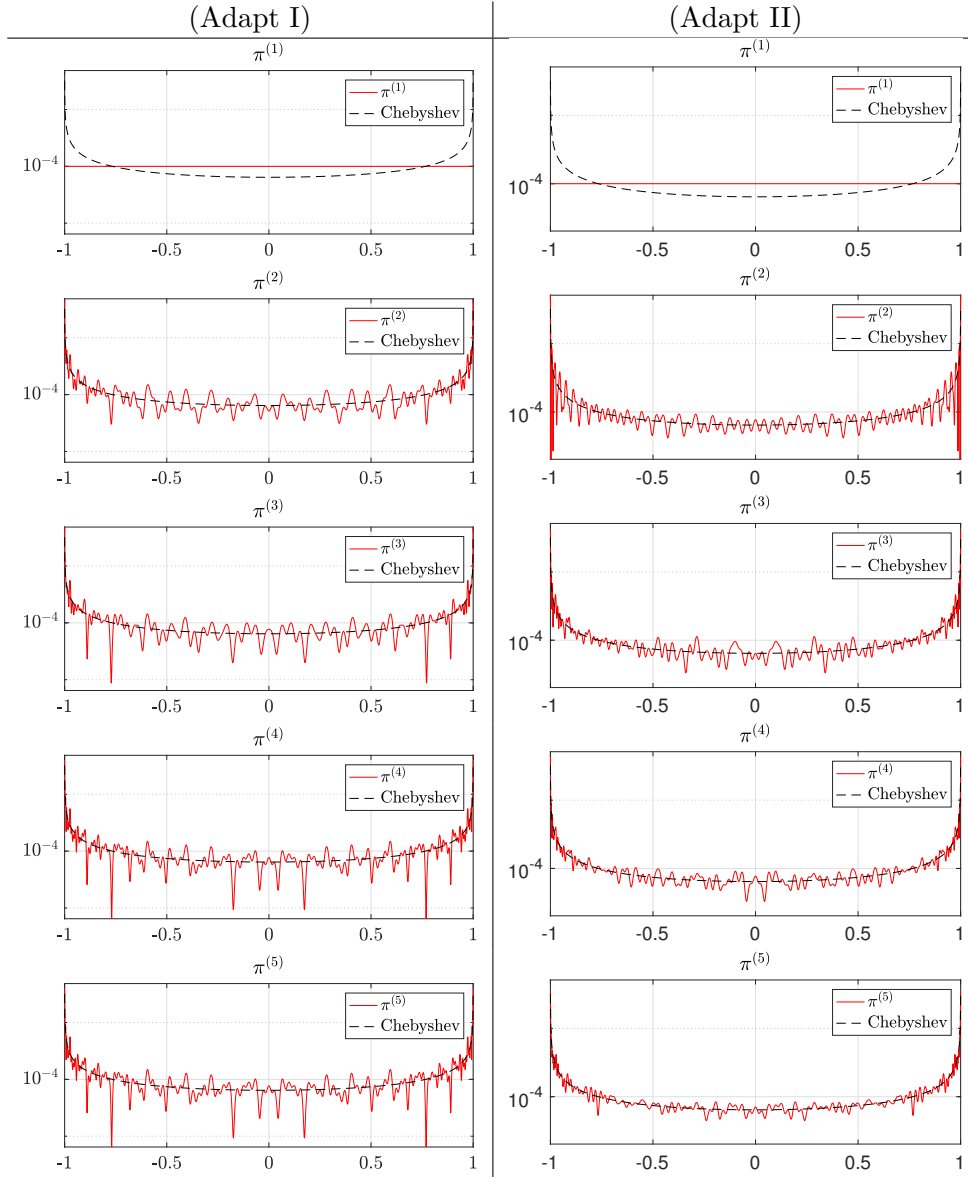 (Adapt I)
(Adapt II)
π^(1)
π^(1)
Chebyshev
10^-4
-1 -0.5 0 0.5 1
π^(1)
π^(1)
Chebyshev
10^-4
-1 -0.5 0 0.5 1
π^(2)
π^(2)
Chebyshev
10^-4
-1 -0.5 0 0.5 1
π^(2)
π^(2)
Chebyshev
10^-4
-1 -0.5 0 0.5 1
π^(3)
π^(3)
Chebyshev
10^-4
-1 -0.5 0 0.5 1
π^(3)
π^(3)
Chebyshev
10^-4
-1 -0.5 0 0.5 1
π^(4)
π^(4)
Chebyshev
10^-4
-1 -0.5 0 0.5 1
π^(4)
π^(4)
Chebyshev
10^-4
-1 -0.5 0 0.5 1
π^(5)
π^(5)
Chebyshev
10^-4
-1 -0.5 0 0.5 1
π^(5)
π^(5)
Chebyshev
10^-4
-1 -0.5 0 0.5 1